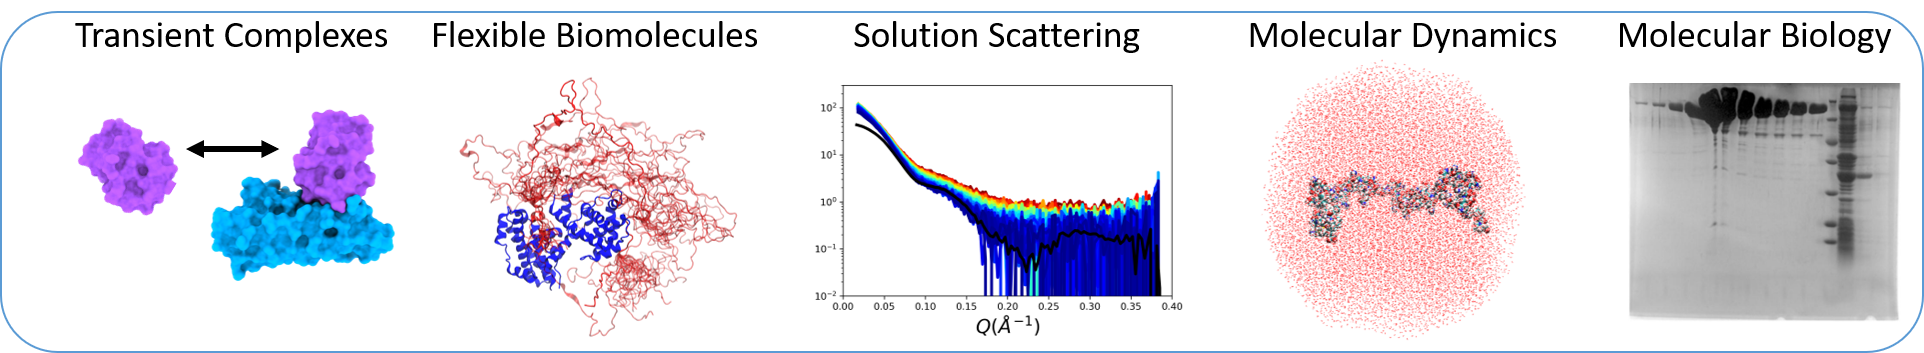 Transient Complexes
Flexible Biomolecules
Solution Scattering
Molecular Dynamics
Molecular Biology
10²
10¹
10⁰
10⁻¹
10⁻²
0.00 0.05 0.10 0.15 0.20 0.25 0.30 0.35 0.40
Q(Å⁻¹)